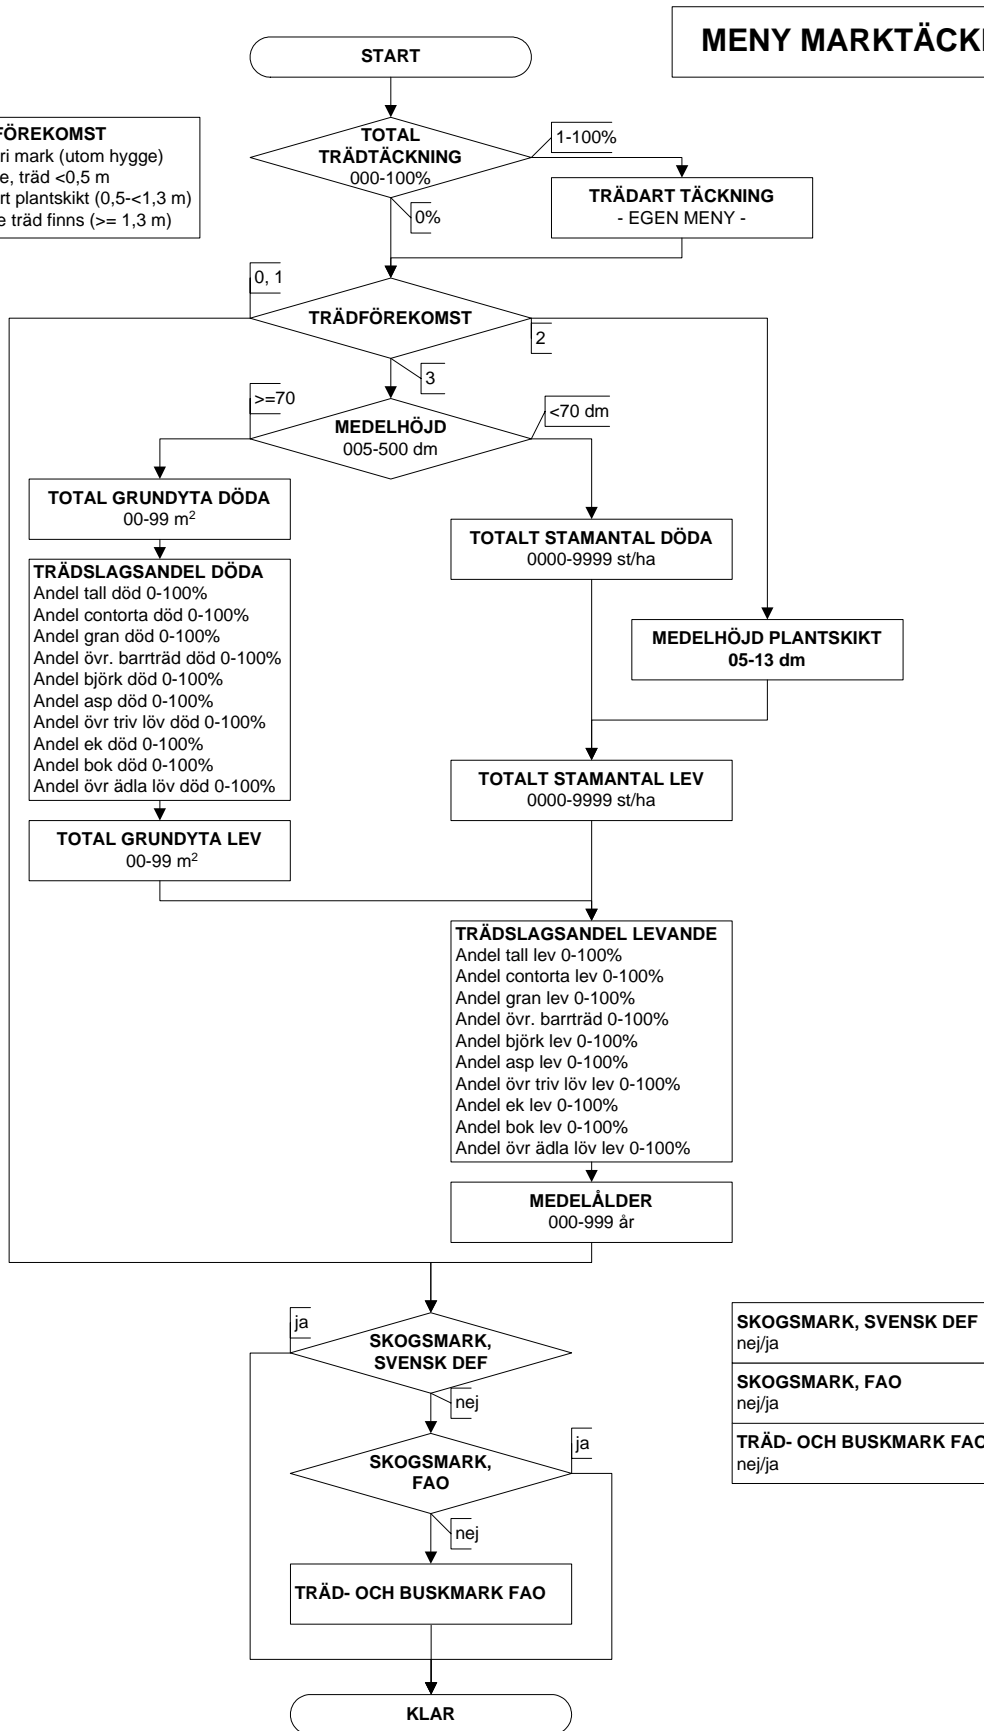 MENY MARKTÄCK
START
FÖREKOMST
ri mark (utom hygge)
e, träd <0,5 m
rt plantskikt (0,5-<1,3 m)
e träd finns (>= 1,3 m)
TOTAL
TRÄDTÄCKNING
000-100%
1-100%
0%
TRÄDART TÄCKNING
- EGEN MENY -
0, 1
TRÄDFÖREKOMST
2
3
>=70
MEDELHÖJD
005-500 dm
<70 dm
TOTAL GRUNDYTA DÖDA
00-99 m²
TRÄDSLAGSANDEL DÖDA
Andel tall död 0-100%
Andel contorta död 0-100%
Andel gran död 0-100%
Andel övr. barrträd död 0-100%
Andel björk död 0-100%
Andel asp död 0-100%
Andel övr triv löv död 0-100%
Andel ek död 0-100%
Andel bok död 0-100%
Andel övr ädla löv död 0-100%
TOTAL GRUNDYTA LEV
00-99 m²
TOTALT STAMANTAL DÖDA
0000-9999 st/ha
MEDELHÖJD PLANTSKIKT
05-13 dm
TOTALT STAMANTAL LEV
0000-9999 st/ha
TRÄDSLAGSANDEL LEVANDE
Andel tall lev 0-100%
Andel contorta lev 0-100%
Andel gran lev 0-100%
Andel övr. barrträd 0-100%
Andel björk lev 0-100%
Andel asp lev 0-100%
Andel övr triv löv lev 0-100%
Andel ek lev 0-100%
Andel bok lev 0-100%
Andel övr ädla löv lev 0-100%
MEDELÅLDER
000-999 år
ja
SKOGSMARK,
SVENSK DEF
nej
SKOGSMARK,
FAO
ja
nej
TRÄD- OCH BUSKMARK FAO
KLAR
SKOGSMARK, SVENSK DEF
nej/ja
SKOGSMARK, FAO
nej/ja
TRÄD- OCH BUSKMARK FAO
nej/ja